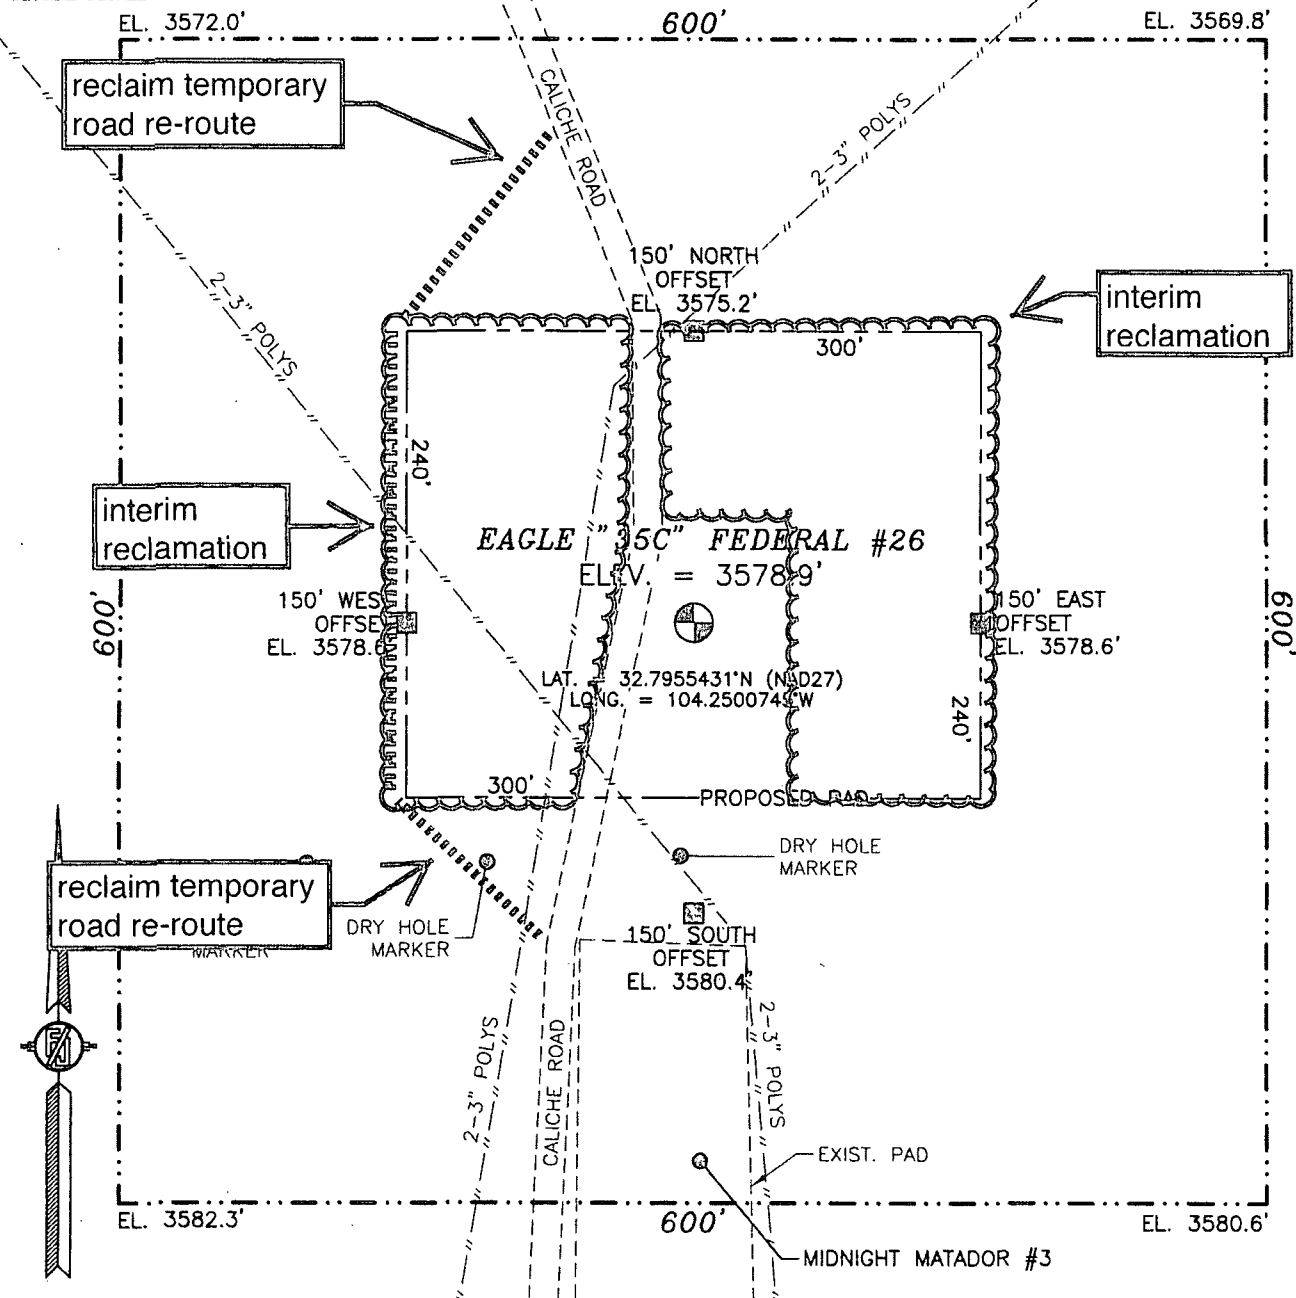 EL. 3572.0'
600'
EL. 3569.8'
reclaim temporary
road re-route
CALICHE ROAD
2-3" POLYS
150' NORTH
OFFSET
EL. 3575.2'
interim
reclamation
2-3" POLYS
300'
240'
interim
reclamation
EAGLE "35C" FEDERAL #26
ELEV. = 3578.9'
600'
150' WEST
OFFSET
EL. 3578.6'
150' EAST
OFFSET
EL. 3578.6'
600'
LAT. = 32.7955431°N (NAD27)
LONG. = 104.2500745°W
240'
300'
PROPOSED PAD
DRY HOLE
MARKER
reclaim temporary
road re-route
MARKER
DRY HOLE
MARKER
150' SOUTH
OFFSET
EL. 3580.4'
2-3" POLYS
CALICHE ROAD
2-3" POLYS
EXIST. PAD
EL. 3582.3'
600'
EL. 3580.6'
MIDNIGHT MATADOR #3